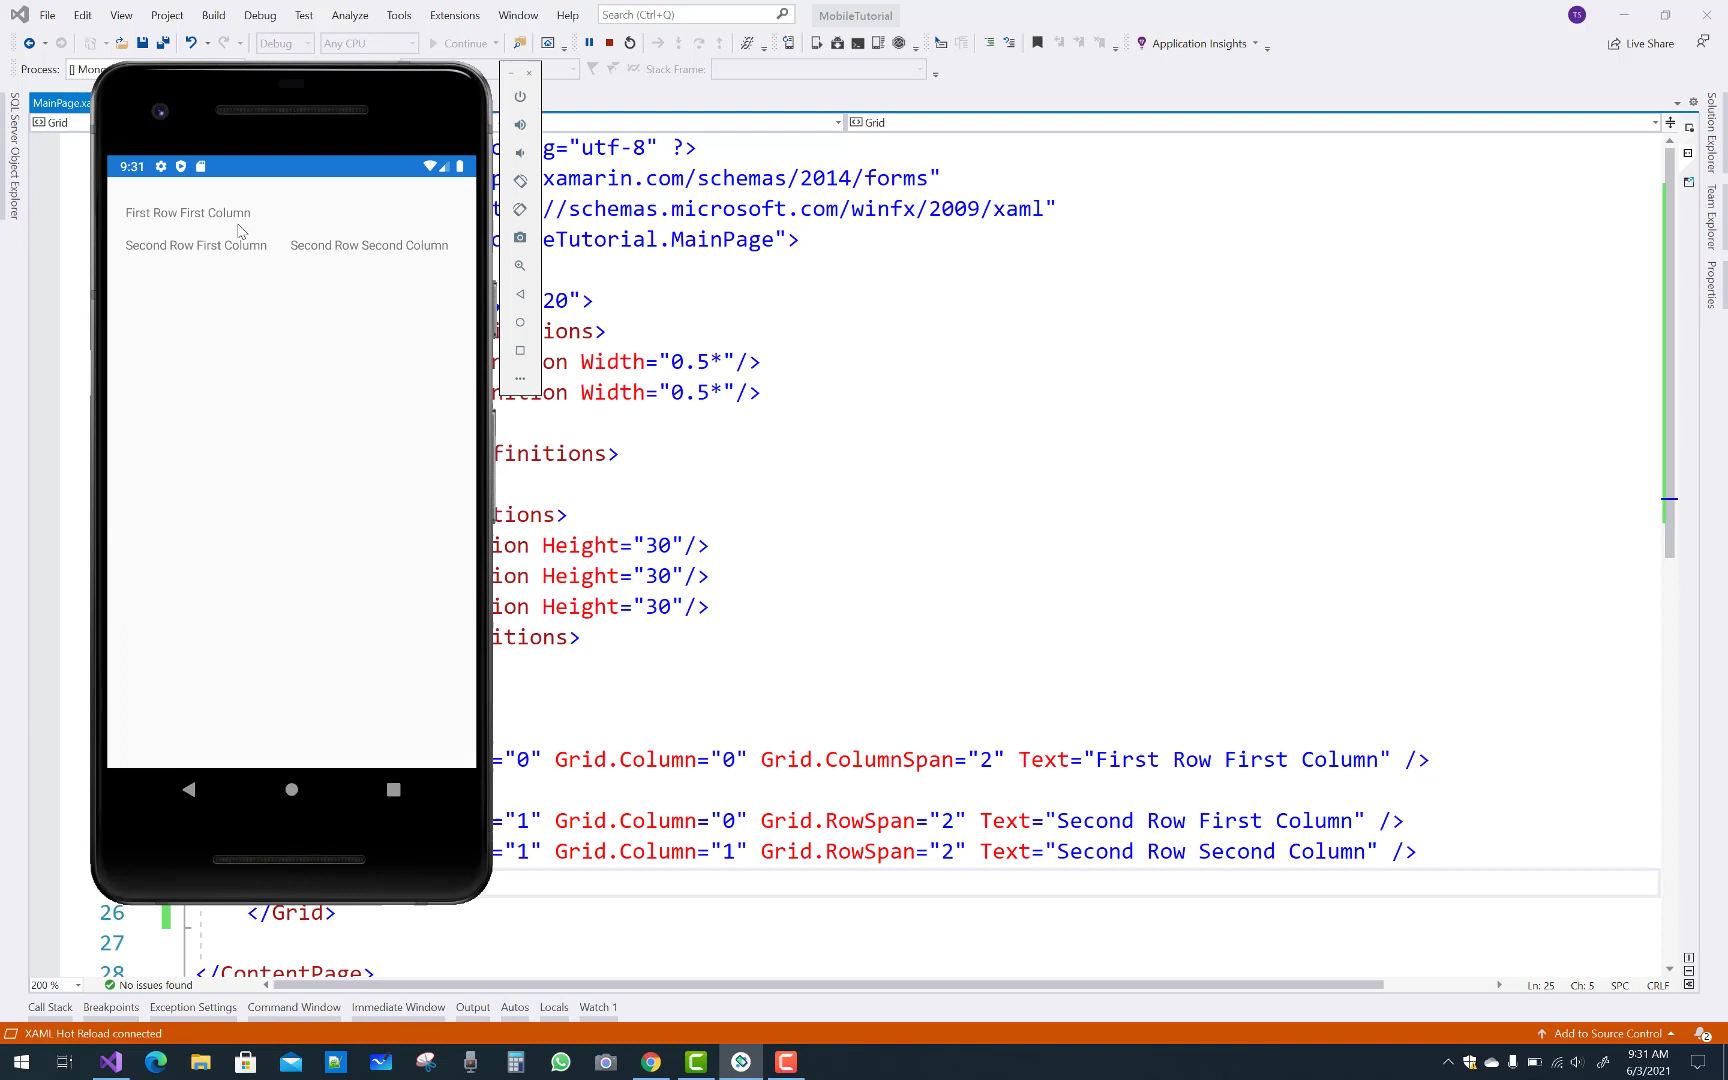 File Edit View Project Build Debug Test Analyze Tools Extensions Window Help Search (Ctrl+Q) MobileTutorial TS
Debug Any CPU Continue Application Insights Live Share
Process: [] Mono Stack Frame:
MainPage.xa
Grid Grid
SQL Server Object Explorer
Solution Explorer
Team Explorer
Properties
9:31
First Row First Column
Second Row First Column Second Row Second Column
g="utf-8" ?>
xamarin.com/schemas/2014/forms"
//schemas.microsoft.com/winfx/2009/xaml"
eTutorial.MainPage">
20">
ions>
on Width="0.5*"/>
nition Width="0.5*"/>
finitions>
tions>
ion Height="30"/>
ion Height="30"/>
ion Height="30"/>
itions>
="0" Grid.Column="0" Grid.ColumnSpan="2" Text="First Row First Column" />
="1" Grid.Column="0" Grid.RowSpan="2" Text="Second Row First Column" />
="1" Grid.Column="1" Grid.RowSpan="2" Text="Second Row Second Column" />
26 </Grid>
27
28 </ContentPage>
200 % No issues found Ln: 25 Ch: 5 SPC CRLF
Call Stack Breakpoints Exception Settings Command Window Immediate Window Output Autos Locals Watch 1
XAML Hot Reload connected Add to Source Control 2
9:31 AM
6/3/2021